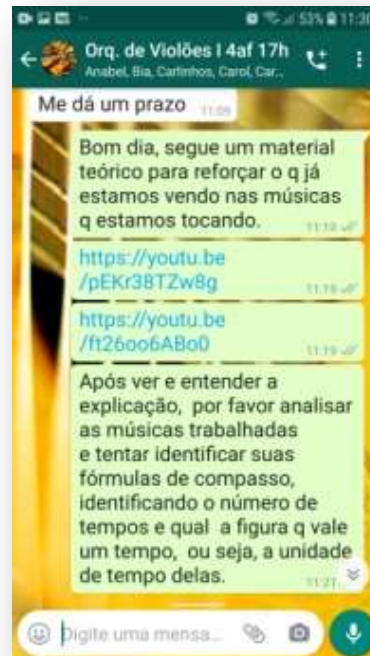 53% 11:30
Orq. de Violões I 4af 17h
Anabel, Bia, Carlinhos, Carol, Car...
Me dá um prazo 11:09
Bom dia, segue um material
teórico para reforçar o q já
estamos vendo nas músicas
q estamos tocando. 11:19
https://youtu.be
/pEKr38TZw8g 11:19
https://youtu.be
/ft26oo6ABo0 11:19
Após ver e entender a
explicação, por favor analisar
as músicas trabalhadas
e tentar identificar suas
fórmulas de compasso,
identificando o número de
tempos e qual a figura q vale
um tempo, ou seja, a unidade
de tempo delas. 11:21
Digite uma mensa...